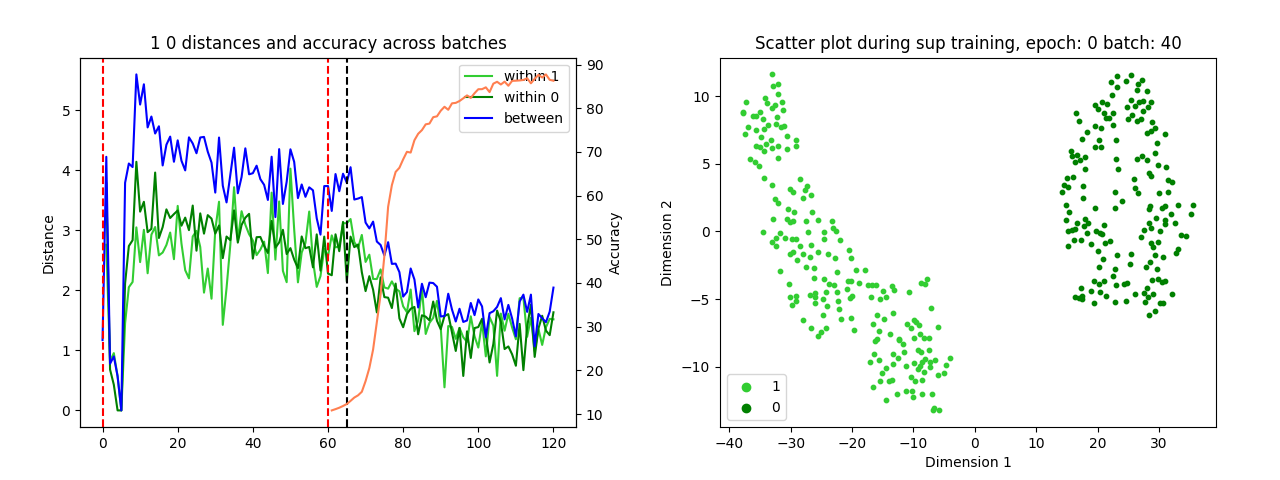 1 0 distances and accuracy across batches
within 1
within 0
between
Distance
0
1
2
3
4
5
Accuracy
10
20
30
40
50
60
70
80
90
0 20 40 60 80 100 120
Scatter plot during sup training, epoch: 0 batch: 40
Dimension 2
10
5
0
−5
−10
1
0
−40 −30 −20 −10 0 10 20 30
Dimension 1